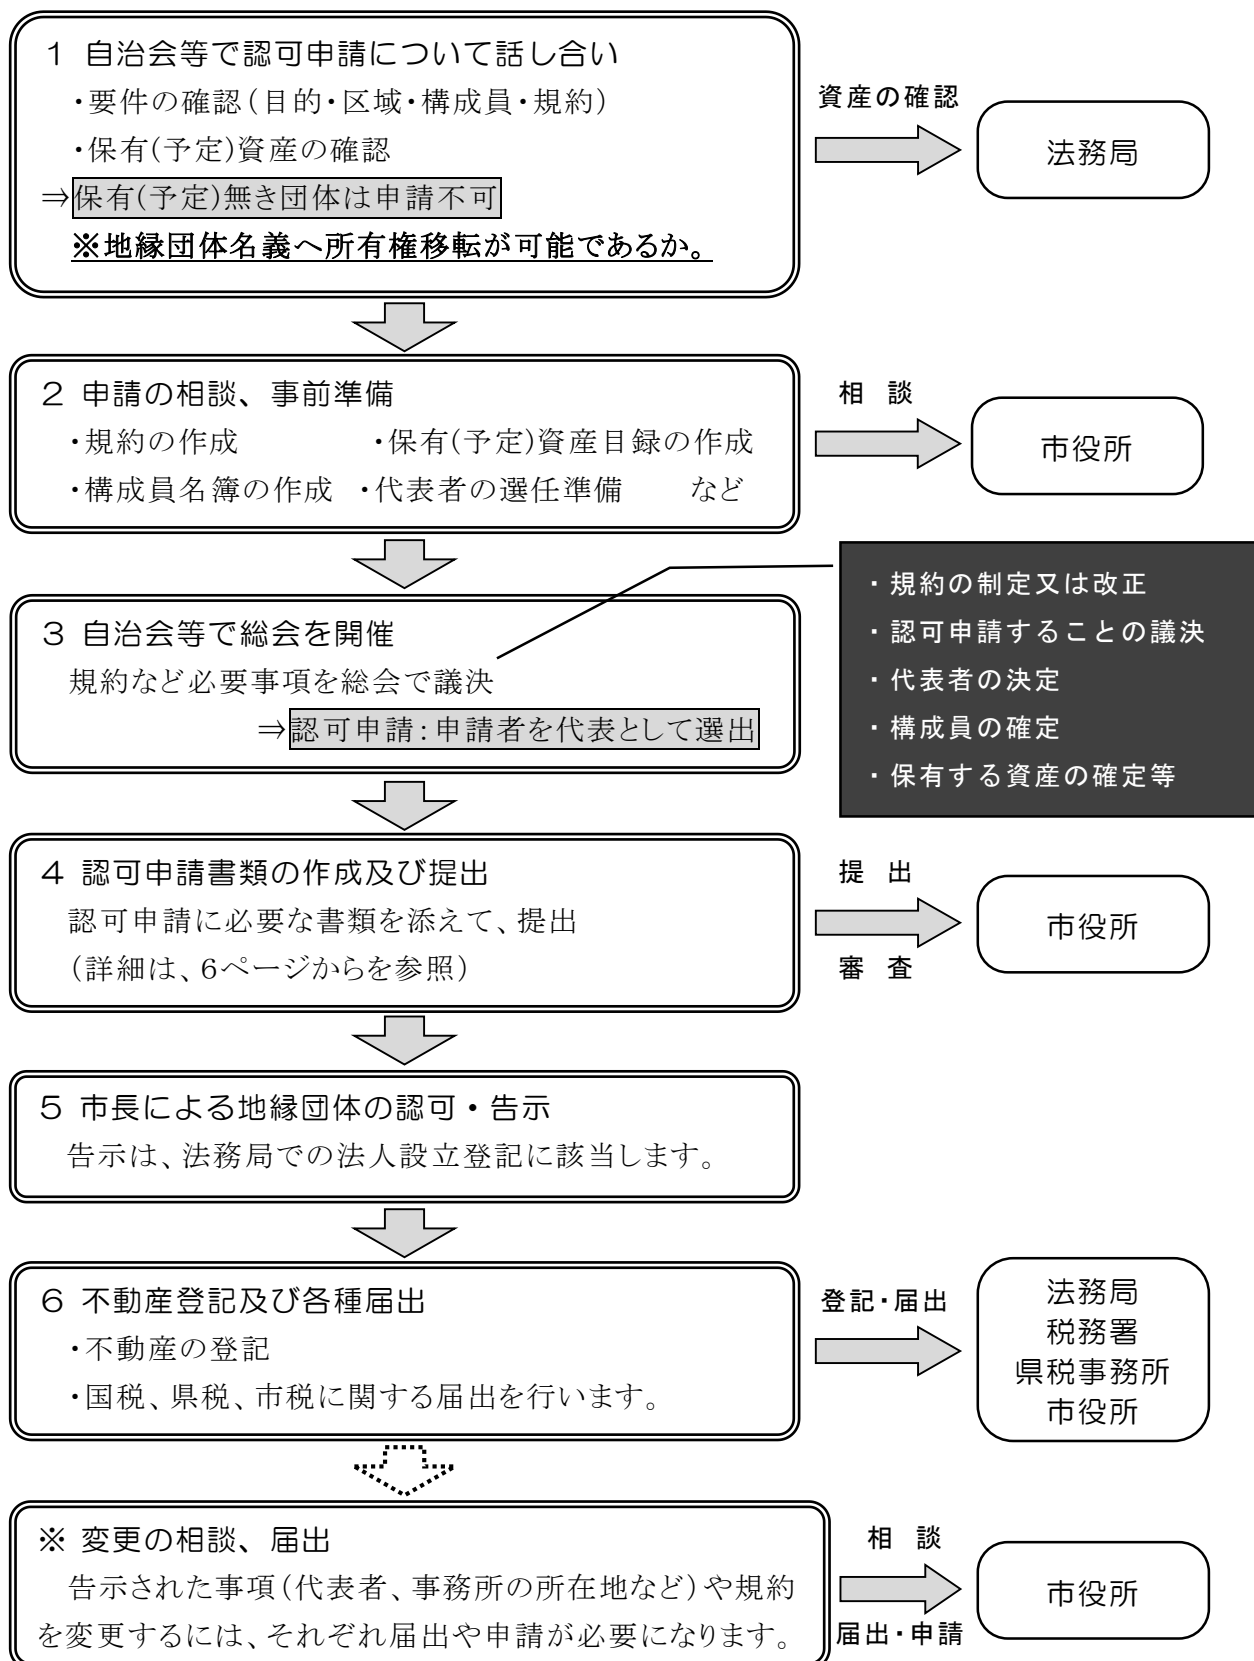 1 自治会等で認可申請について話し合い
・要件の確認(目的・区域・構成員・規約)
・保有(予定)資産の確認
⇒保有(予定)無き団体は申請不可
※地縁団体名義へ所有権移転が可能であるか。
資産の確認
法務局
2 申請の相談、事前準備
・規約の作成 ・保有(予定)資産目録の作成
・構成員名簿の作成 ・代表者の選任準備 など
相 談
市役所
3 自治会等で総会を開催
規約など必要事項を総会で議決
⇒認可申請:申請者を代表として選出
・規約の制定又は改正
・認可申請することの議決
・代表者の決定
・構成員の確定
・保有する資産の確定等
4 認可申請書類の作成及び提出
認可申請に必要な書類を添えて、提出
(詳細は、6ページからを参照)
提 出
審 査
市役所
5 市長による地縁団体の認可・告示
告示は、法務局での法人設立登記に該当します。
6 不動産登記及び各種届出
・不動産の登記
・国税、県税、市税に関する届出を行います。
登記・届出
法務局
税務署
県税事務所
市役所
※ 変更の相談、届出
告示された事項(代表者、事務所の所在地など)や規約
を変更するには、それぞれ届出や申請が必要になります。
相 談
届出・申請
市役所